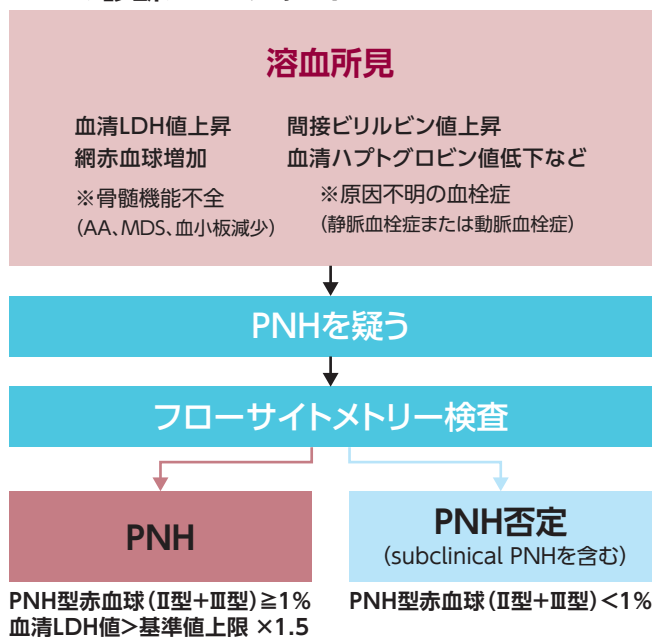 溶血所見
血清LDH値上昇 間接ビリルビン値上昇
網赤血球増加 血清ハプトグロビン値低下など
※骨髄機能不全 ※原因不明の血栓症
(AA、MDS、血小板減少) (静脈血栓症または動脈血栓症)
PNHを疑う
フローサイトメトリー検査
PNH PNH否定
(subclinical PNHを含む)
PNH型赤血球(Ⅱ型+Ⅲ型)≧1% PNH型赤血球(Ⅱ型+Ⅲ型)<1%
血清LDH値>基準値上限 ×1.5